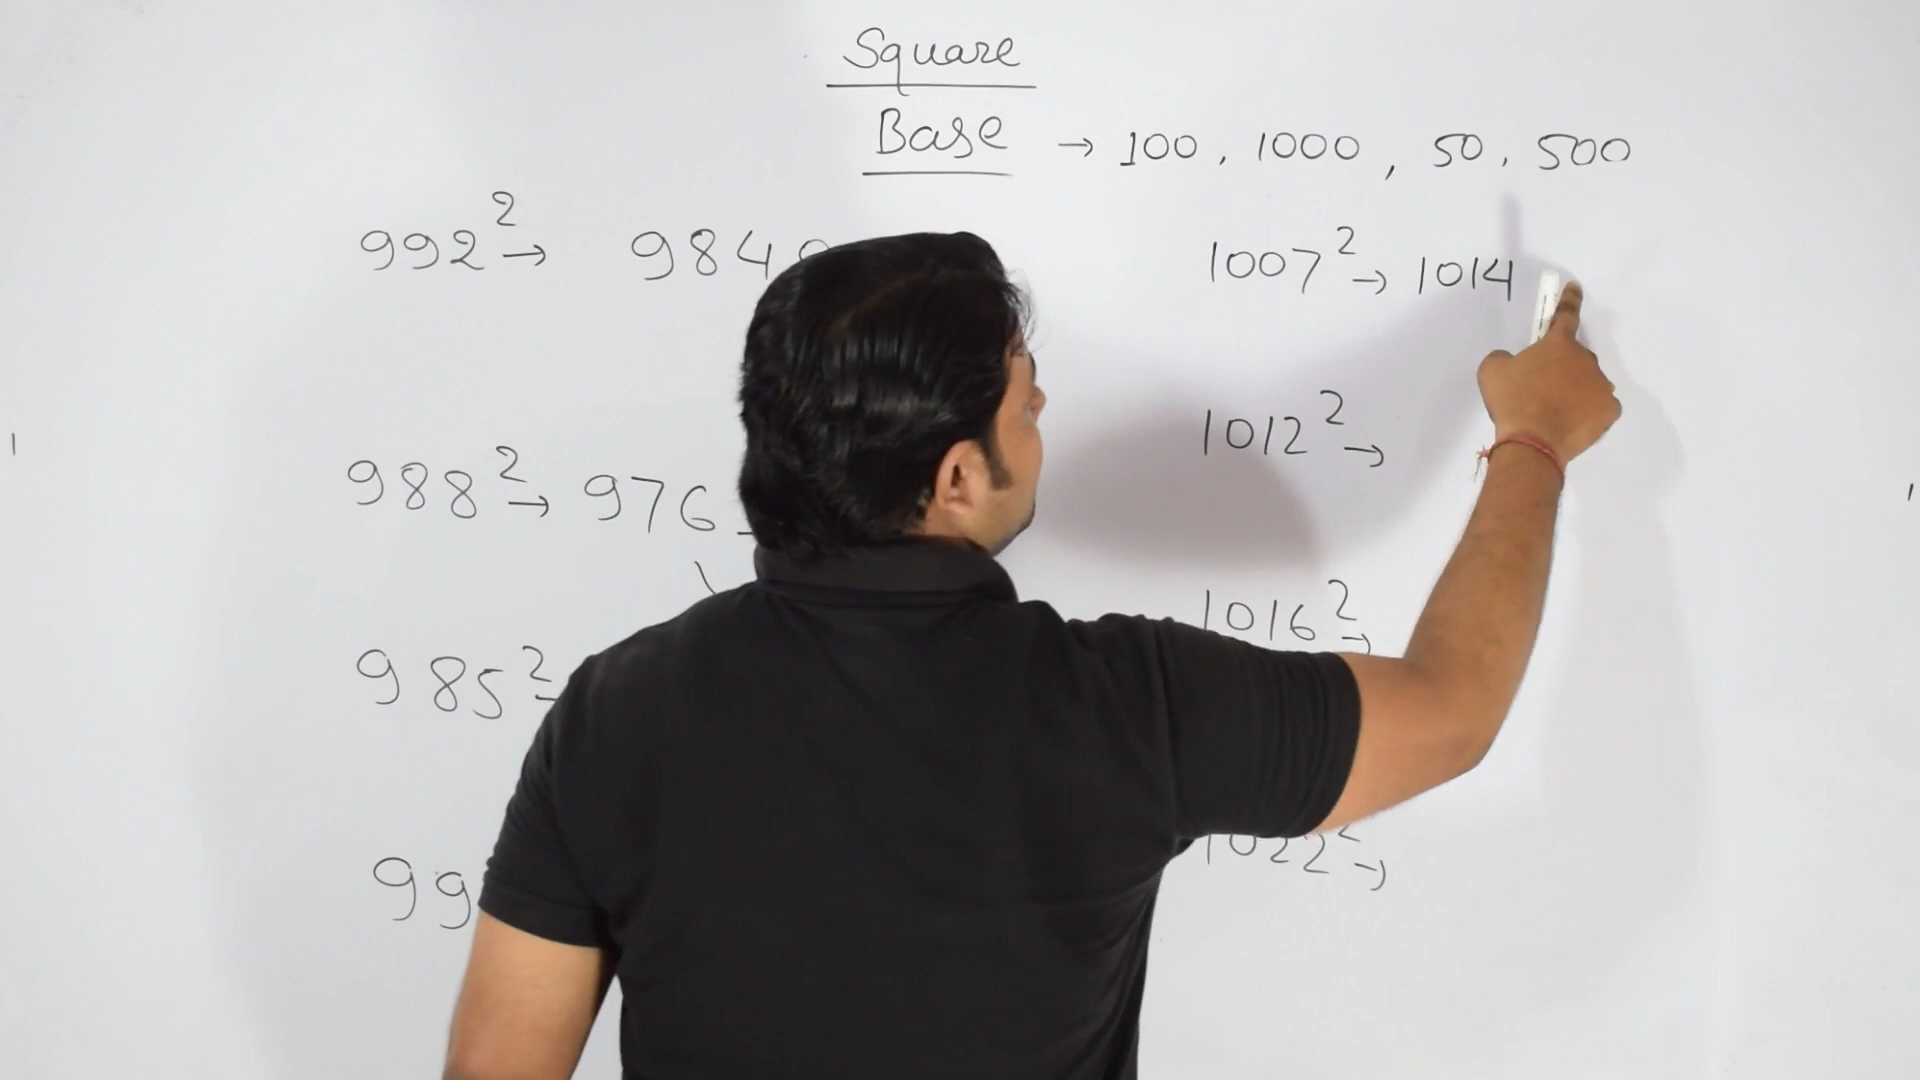 Square
Base → 100, 1000, 50, 500
992² → 984
1007² → 1014
988² → 976
1012² →
985²
1016² →
99
1022² →